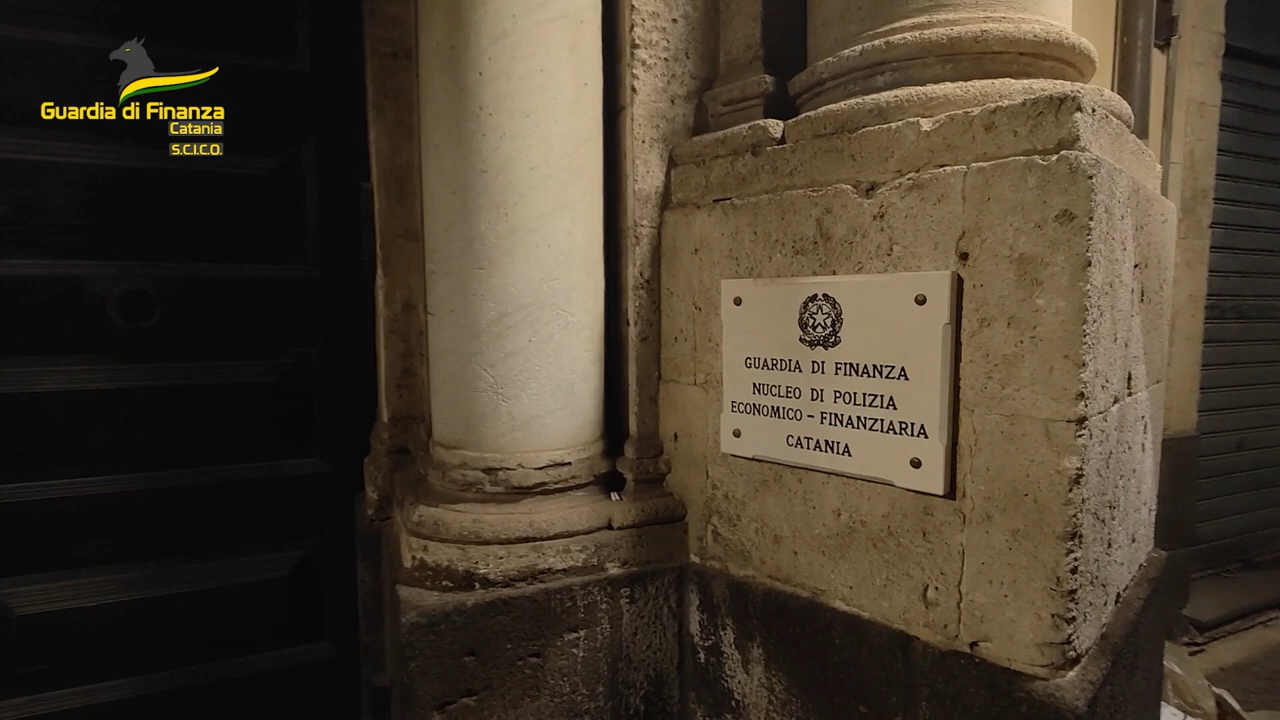 Guardia di Finanza
Catania
S.C.I.C.O.
GUARDIA DI FINANZA
NUCLEO DI POLIZIA
ECONOMICO - FINANZIARIA
CATANIA